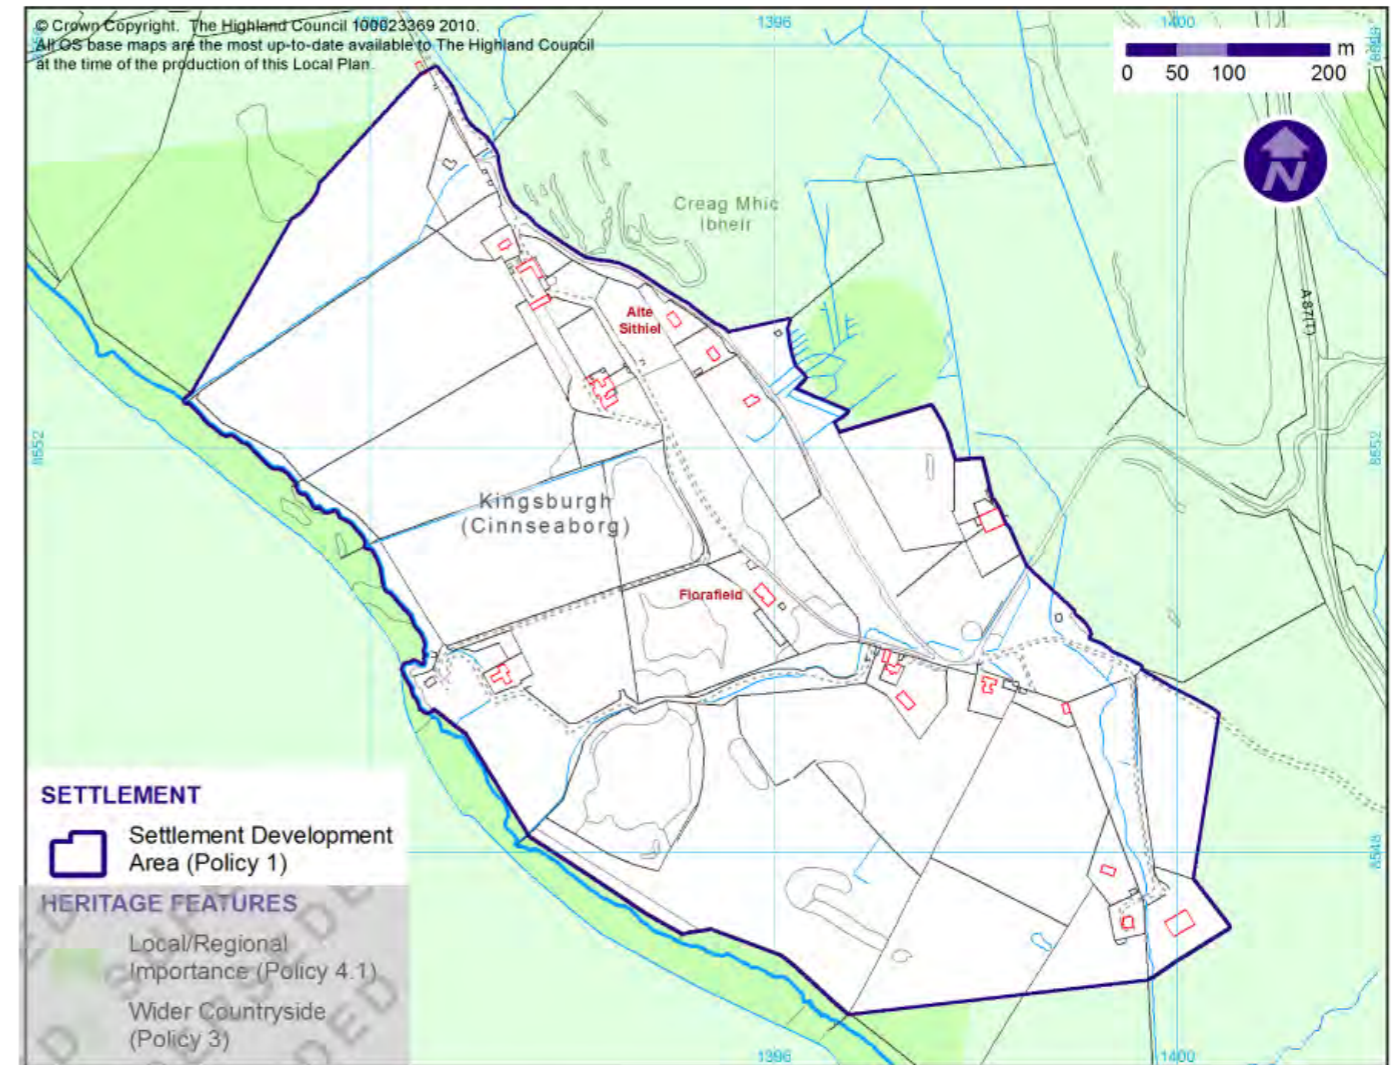 © Crown Copyright. The Highland Council 100023369 2010.
All OS base maps are the most up-to-date available to The Highland Council
at the time of the production of this Local Plan.
1396
1400
m
0 50 100 200
N
Creag Mhic
Ibheir
A 87(T)
Aite
Sithiel
8552
8552
Kingsburgh
(Cinnseaborg)
Florafield
8548
SETTLEMENT
Settlement Development
Area (Policy 1)
HERITAGE FEATURES
Local/Regional
Importance (Policy 4.1)
Wider Countryside
(Policy 3)
1396
1400